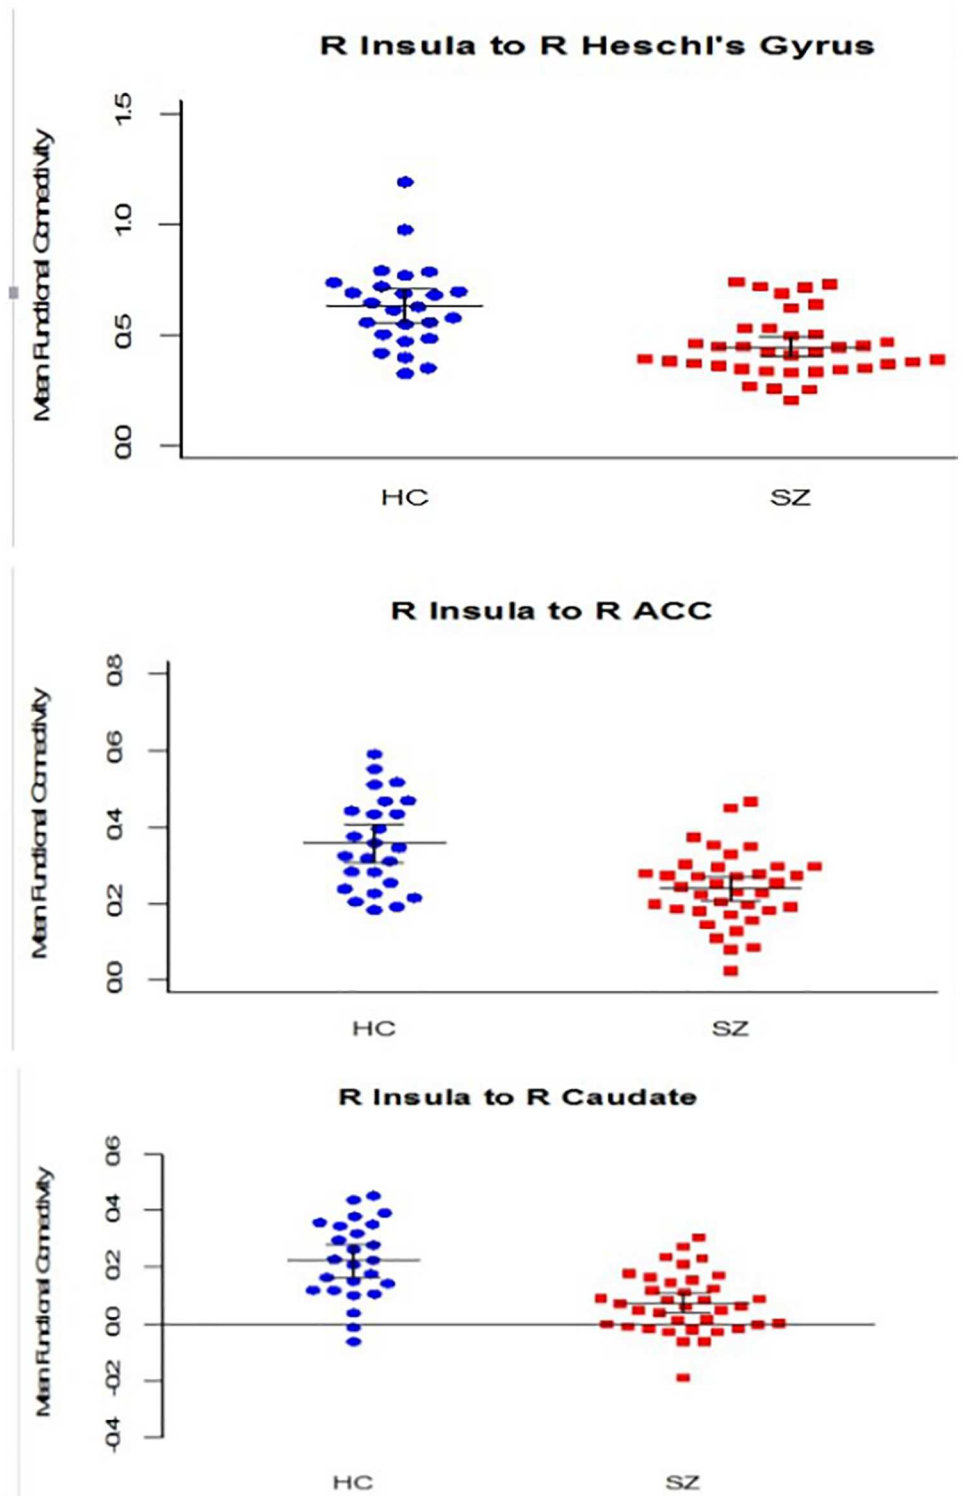 R Insula to R Heschl's Gyrus
Mean Functional Connectivity
1.5
1.0
0.5
0.0
HC SZ
R Insula to R ACC
Mean Functional Connectivity
0.8
0.6
0.4
0.2
0.0
HC SZ
R Insula to R Caudate
Mean Functional Connectivity
0.6
0.4
0.2
0.0
-0.2
-0.4
HC SZ